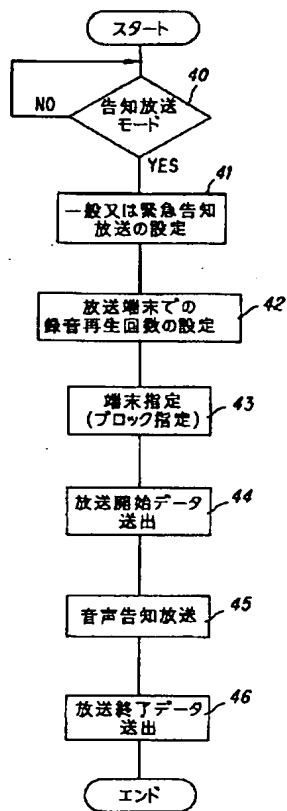 スタート
40
告知放送
モード
NO
YES
41
一般又は緊急告知
放送の設定
42
放送端末での
録音再生回数の設定
43
端末指定
(ブロック指定)
44
放送開始データ
送出
45
音声告知放送
46
放送終了データ
送出
エンド